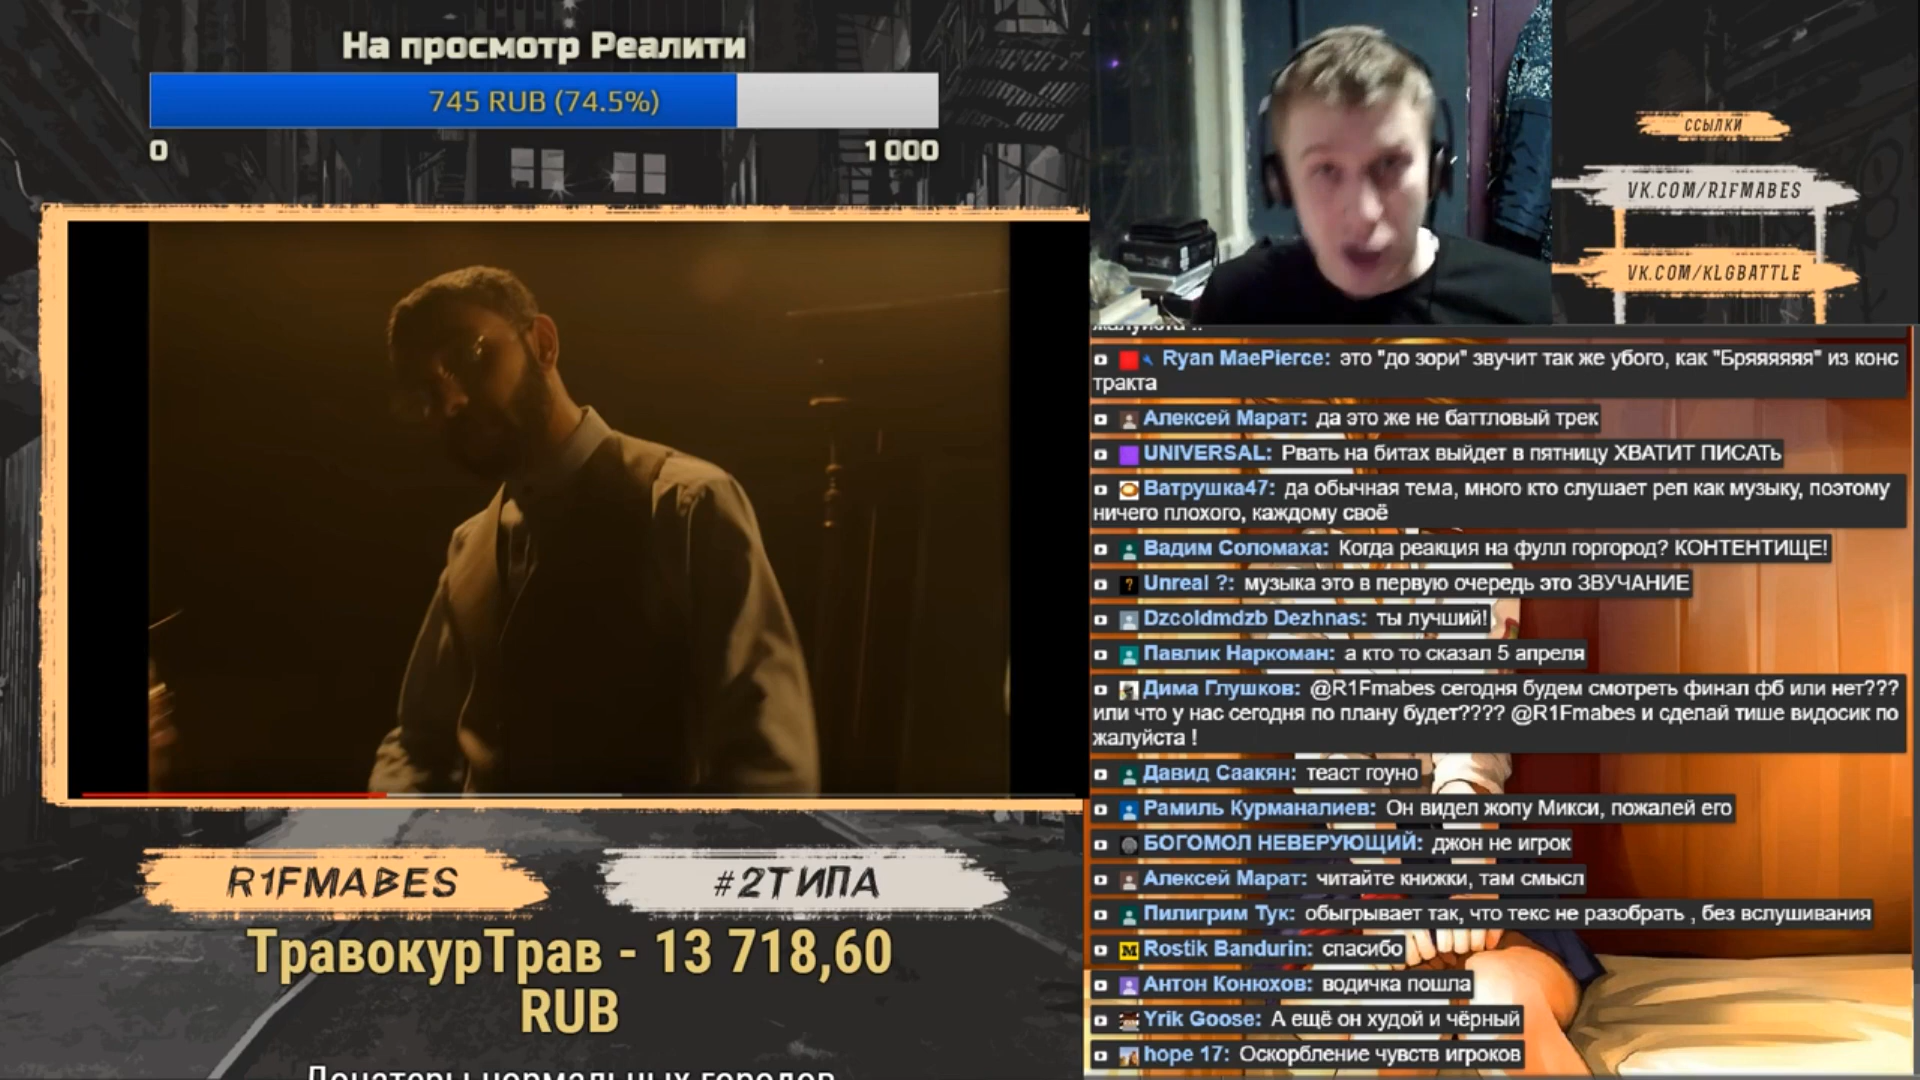 На просмотр Реалити
745 RUB (74.5%)
0
1 000
ССЫЛКИ
VK.COM/R1FMABES
VK.COM/KLGBATTLE
Ryan MaePierce: это "до зори" звучит так же убого, как "Бряяяяяя" из конс
тракта
Алексей Марат: да это же не баттловый трек
UNIVERSAL: Рвать на битах выйдет в пятницу ХВАТИТ ПИСАТЬ
Ватрушка47: да обычная тема, много кто слушает реп как музыку, поэтому
ничего плохого, каждому своё
Вадим Соломаха: Когда реакция на фулл горгород? КОНТЕНТИЩЕ!
Unreal ?: музыка это в первую очередь это ЗВУЧАНИЕ
Dzcoldmdzb Dezhnas: ты лучший!
Павлик Наркоман: а кто то сказал 5 апреля
Дима Глушков: @R1Fmabes сегодня будем смотреть финал фб или нет???
или что у нас сегодня по плану будет???? @R1Fmabes и сделай тише видосик по
жалуйста !
Давид Саакян: теаст гоуно
Рамиль Курманалиев: Он видел жопу Микси, пожалей его
БОГОМОЛ НЕВЕРУЮЩИЙ: джон не игрок
Алексей Марат: читайте книжки, там смысл
Пилигрим Тук: обыгрывает так, что текс не разобрать , без вслушивания
Rostik Bandurin: спасибо
Антон Конюхов: водичка пошла
Yrik Goose: А ещё он худой и чёрный
hope 17: Оскорбление чувств игроков
R1FMABES
#2ТИПА
ТравокурТрав - 13 718,60
RUB
Донатеры нормальных городов